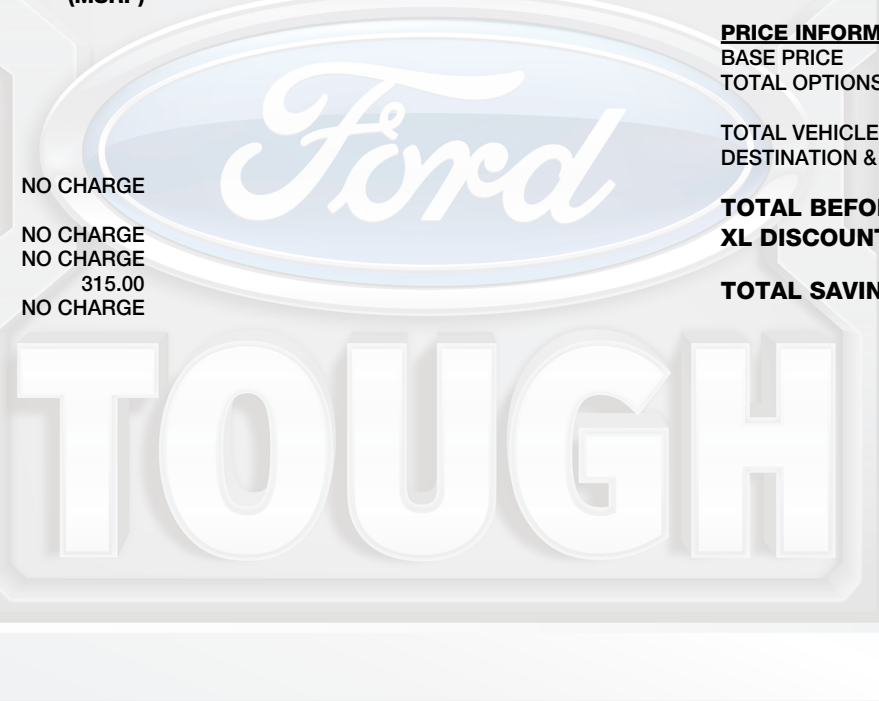 (MSRP)
NO CHARGE
NO CHARGE
NO CHARGE
315.00
NO CHARGE
PRICE INFORM
BASE PRICE
TOTAL OPTIONS
TOTAL VEHICLE
DESTINATION &
TOTAL BEFO
XL DISCOUNT
TOTAL SAVIN
Ford
TOUGH